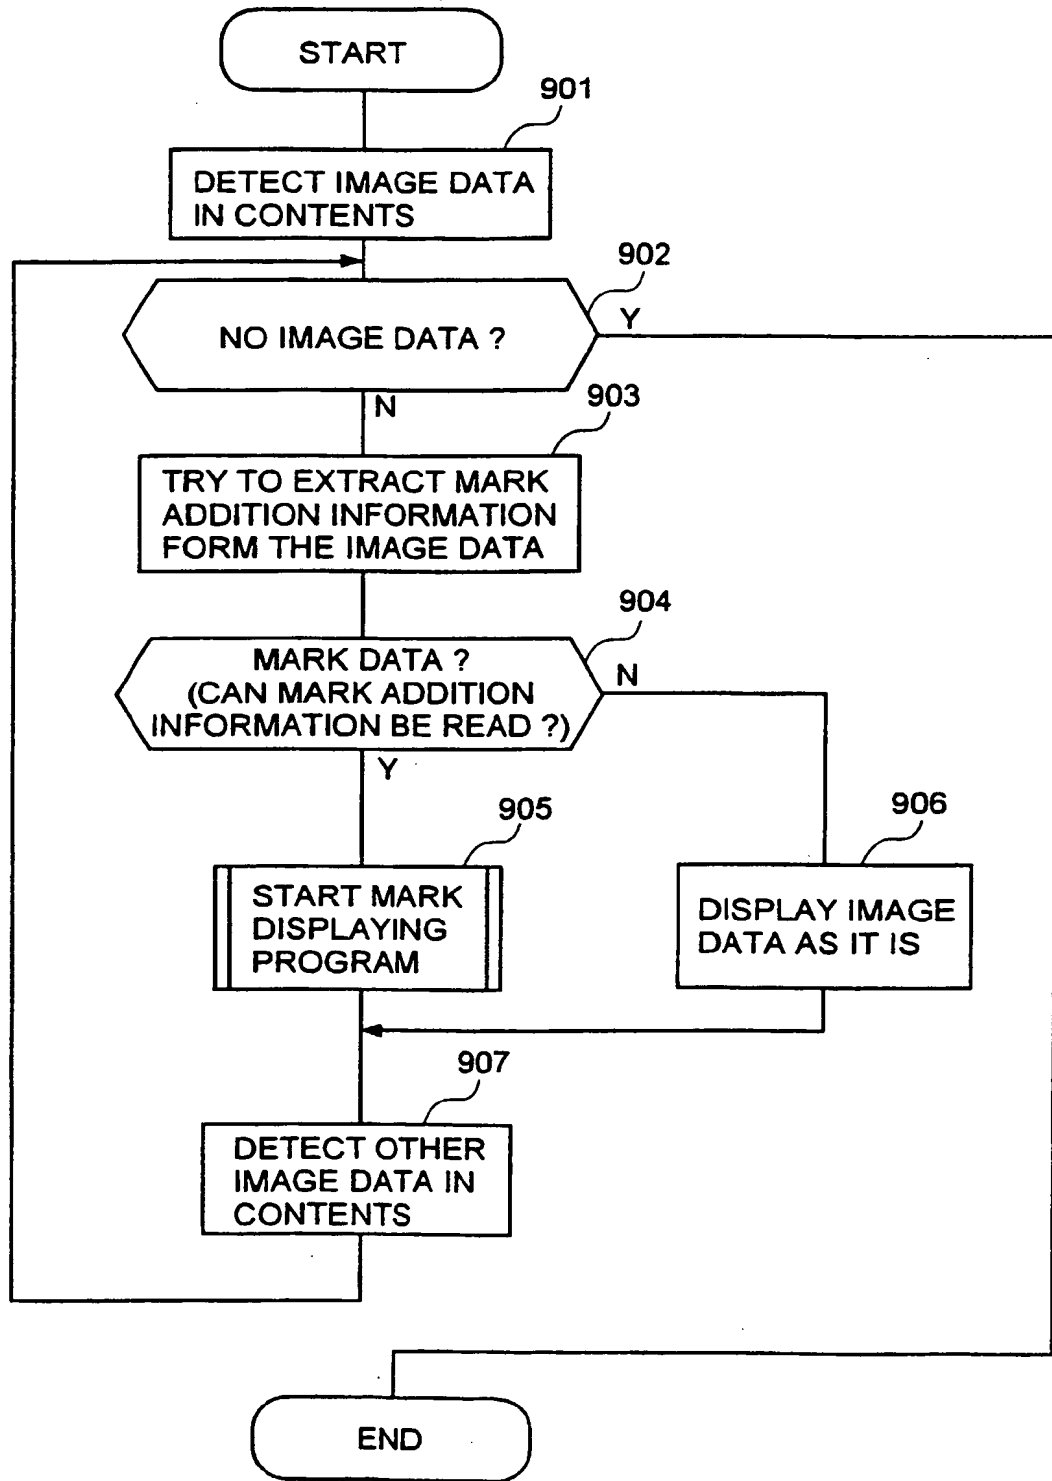 START
901
DETECT IMAGE DATA
IN CONTENTS
902
NO IMAGE DATA ?
Y
N
903
TRY TO EXTRACT MARK
ADDITION INFORMATION
FORM THE IMAGE DATA
904
MARK DATA ?
(CAN MARK ADDITION
INFORMATION BE READ ?)
N
Y
905
START MARK
DISPLAYING
PROGRAM
906
DISPLAY IMAGE
DATA AS IT IS
907
DETECT OTHER
IMAGE DATA IN
CONTENTS
END